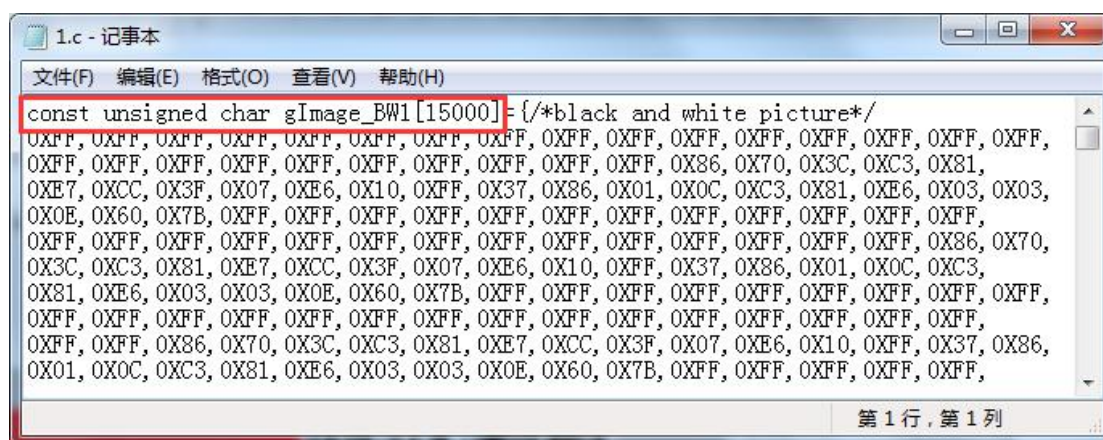 1.c - 记事本
文件(F) 编辑(E) 格式(O) 查看(V) 帮助(H)
const unsigned char gImage_BW1[15000]={/*black and white picture*/
0XFF,0XFF,0XFF,0XFF,0XFF,0XFF,0XFF,0XFF,0XFF,0XFF,0XFF,0XFF,0XFF,0XFF,0XFF,0XFF,
0XFF,0XFF,0XFF,0XFF,0XFF,0XFF,0XFF,0XFF,0XFF,0XFF,0X86,0X70,0X3C,0XC3,0X81,
0XE7,0XCC,0X3F,0X07,0XE6,0X10,0XFF,0X37,0X86,0X01,0X0C,0XC3,0X81,0XE6,0X03,0X03,
0X0E,0X60,0X7B,0XFF,0XFF,0XFF,0XFF,0XFF,0XFF,0XFF,0XFF,0XFF,0XFF,0XFF,
0XFF,0XFF,0XFF,0XFF,0XFF,0XFF,0XFF,0XFF,0XFF,0XFF,0XFF,0XFF,0XFF,0XFF,0X86,0X70,
0X3C,0XC3,0X81,0XE7,0XCC,0X3F,0X07,0XE6,0X10,0XFF,0X37,0X86,0X01,0X0C,0XC3,
0X81,0XE6,0X03,0X03,0X0E,0X60,0X7B,0XFF,0XFF,0XFF,0XFF,0XFF,0XFF,0XFF,0XFF,0XFF,
0XFF,0XFF,0XFF,0XFF,0XFF,0XFF,0XFF,0XFF,0XFF,0XFF,0XFF,0XFF,0XFF,0XFF,0XFF,
0XFF,0XFF,0X86,0X70,0X3C,0XC3,0X81,0XE7,0XCC,0X3F,0X07,0XE6,0X10,0XFF,0X37,0X86,
0X01,0X0C,0XC3,0X81,0XE6,0X03,0X03,0X0E,0X60,0X7B,0XFF,0XFF,0XFF,0XFF,0XFF,
第 1 行，第 1 列